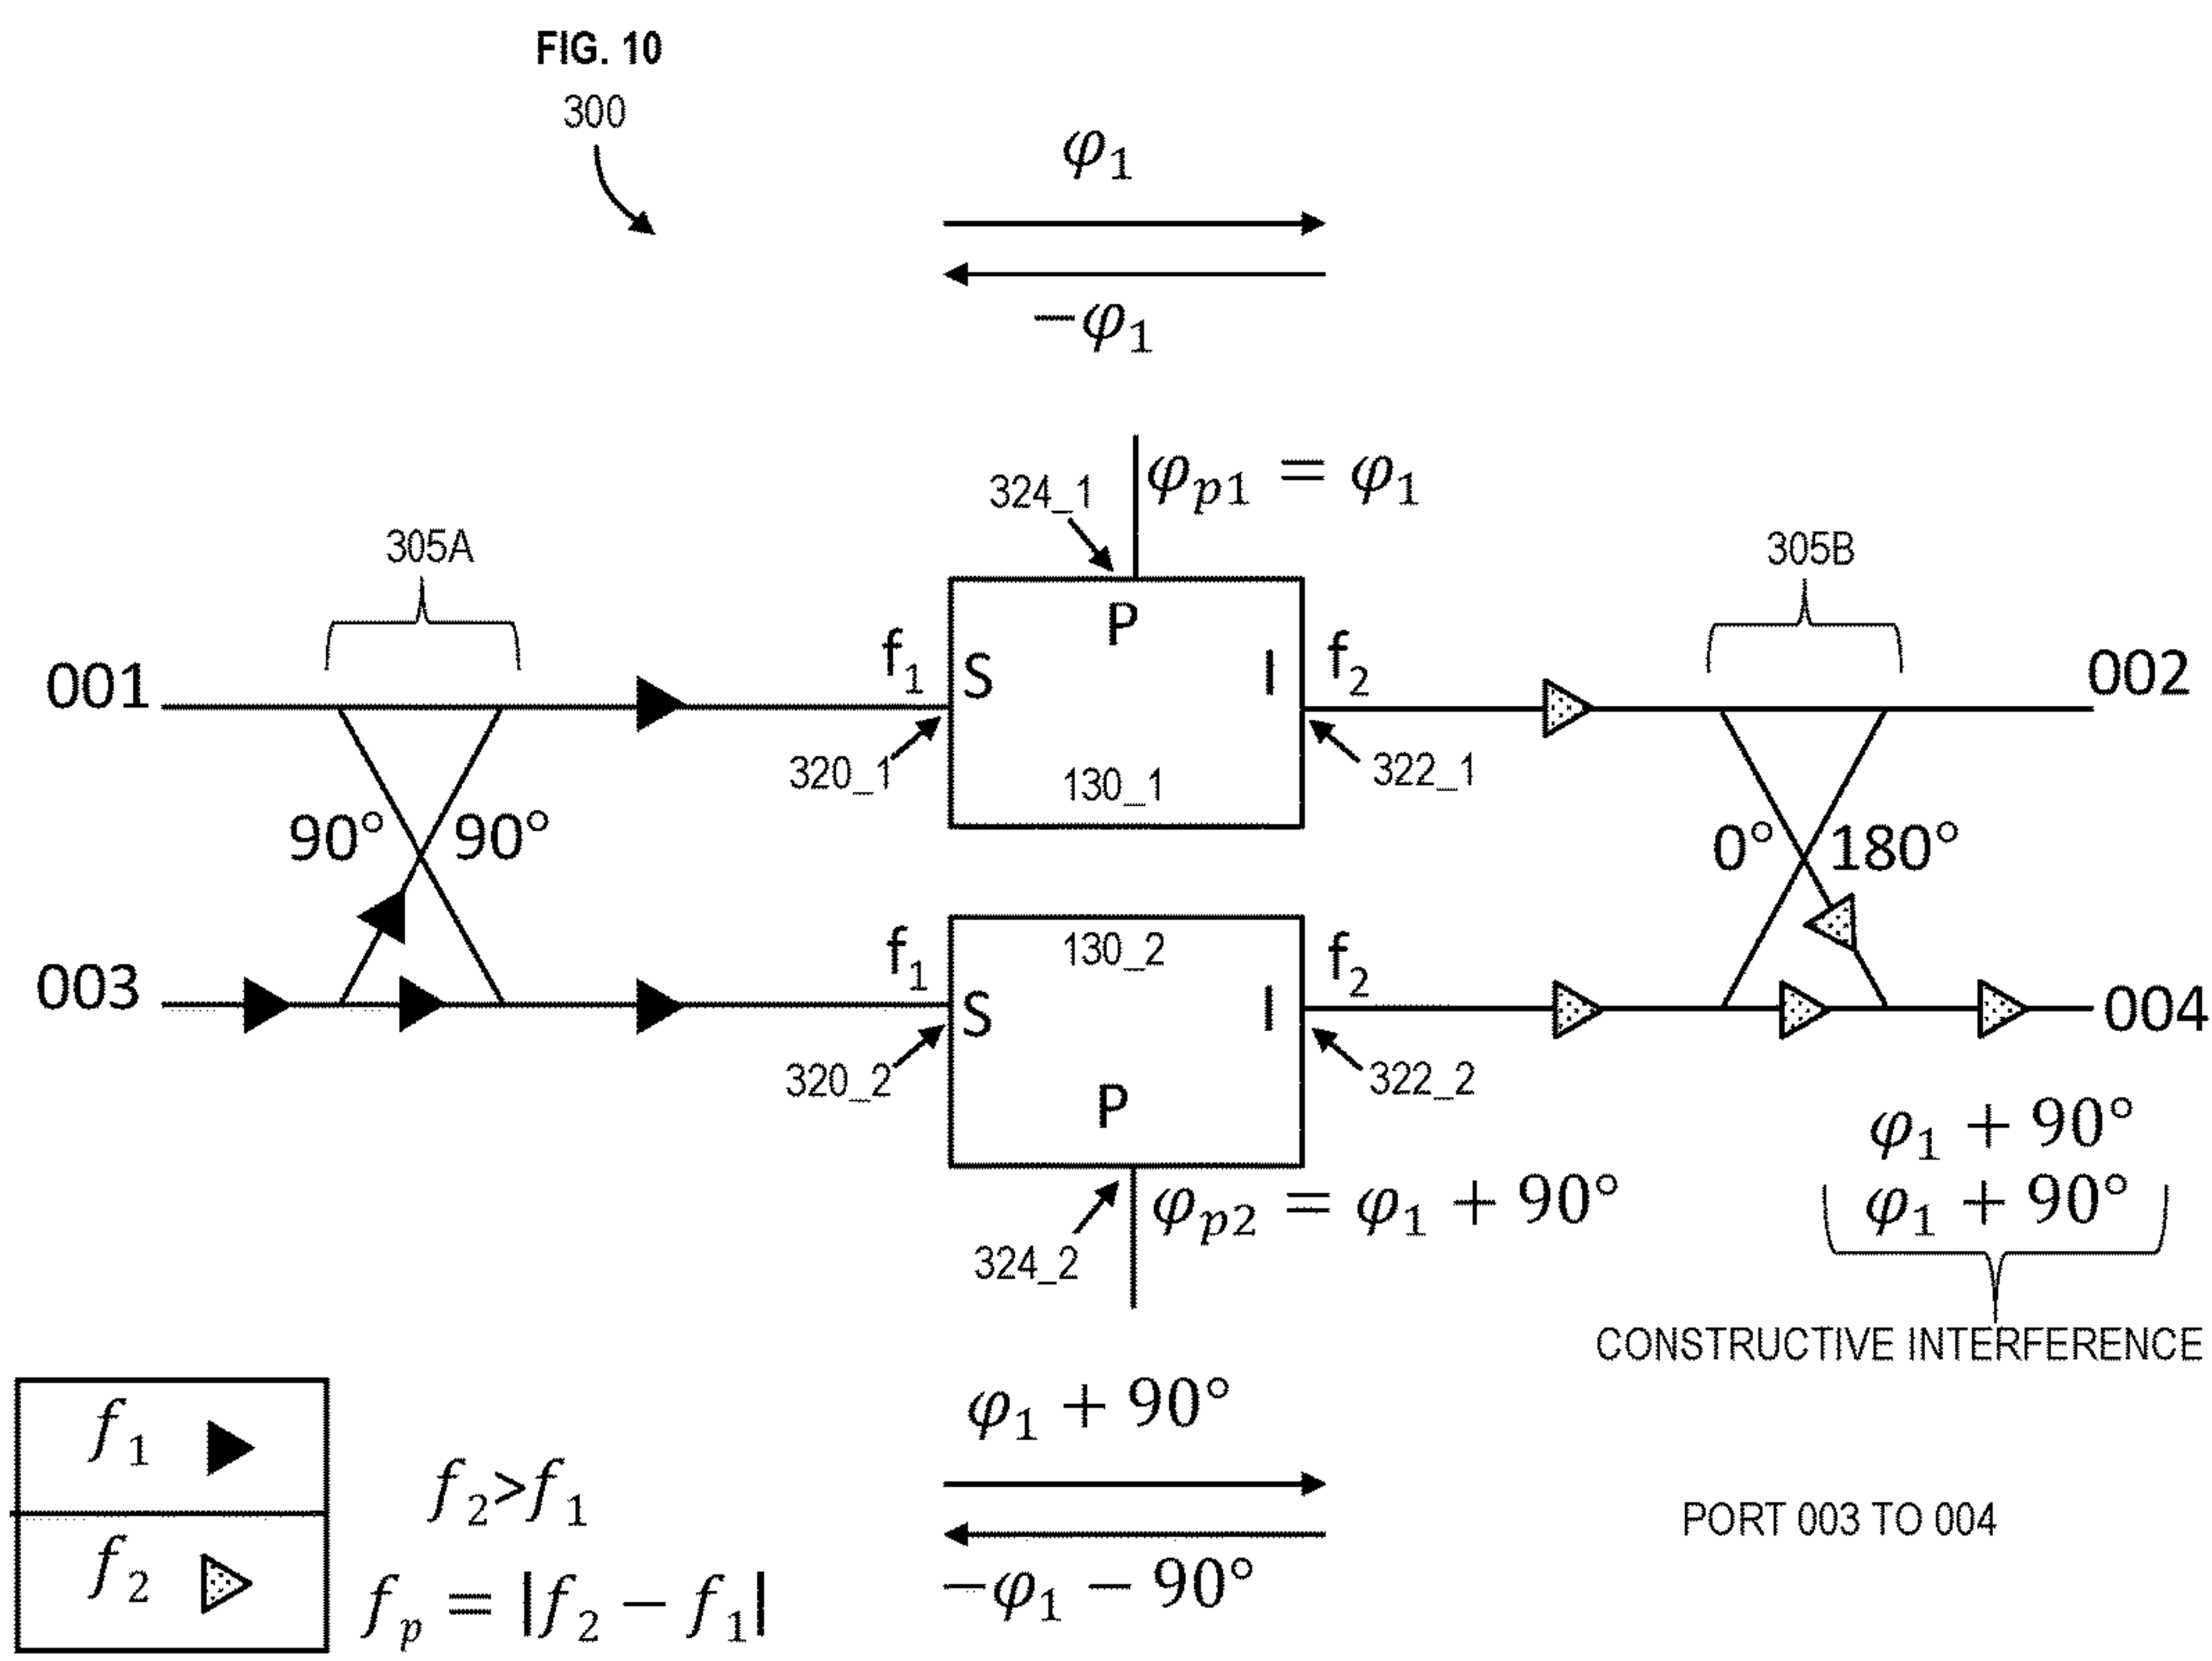 FIG. 10
300
φ₁
−φ₁
324_1
φₚ₁ = φ₁
305A
305B
001
f₁
S
P
I
f₂
002
320_1
130_1
322_1
90°
90°
0°
180°
003
f₁
S
130_2
I
f₂
004
320_2
P
322_2
φ₁ + 90°
φ₁ + 90°
324_2
φₚ₂ = φ₁ + 90°
CONSTRUCTIVE INTERFERENCE
f₁
φ₁ + 90°
f₂>f₁
PORT 003 TO 004
f₂
fₚ = |f₂ − f₁|
−φ₁ − 90°